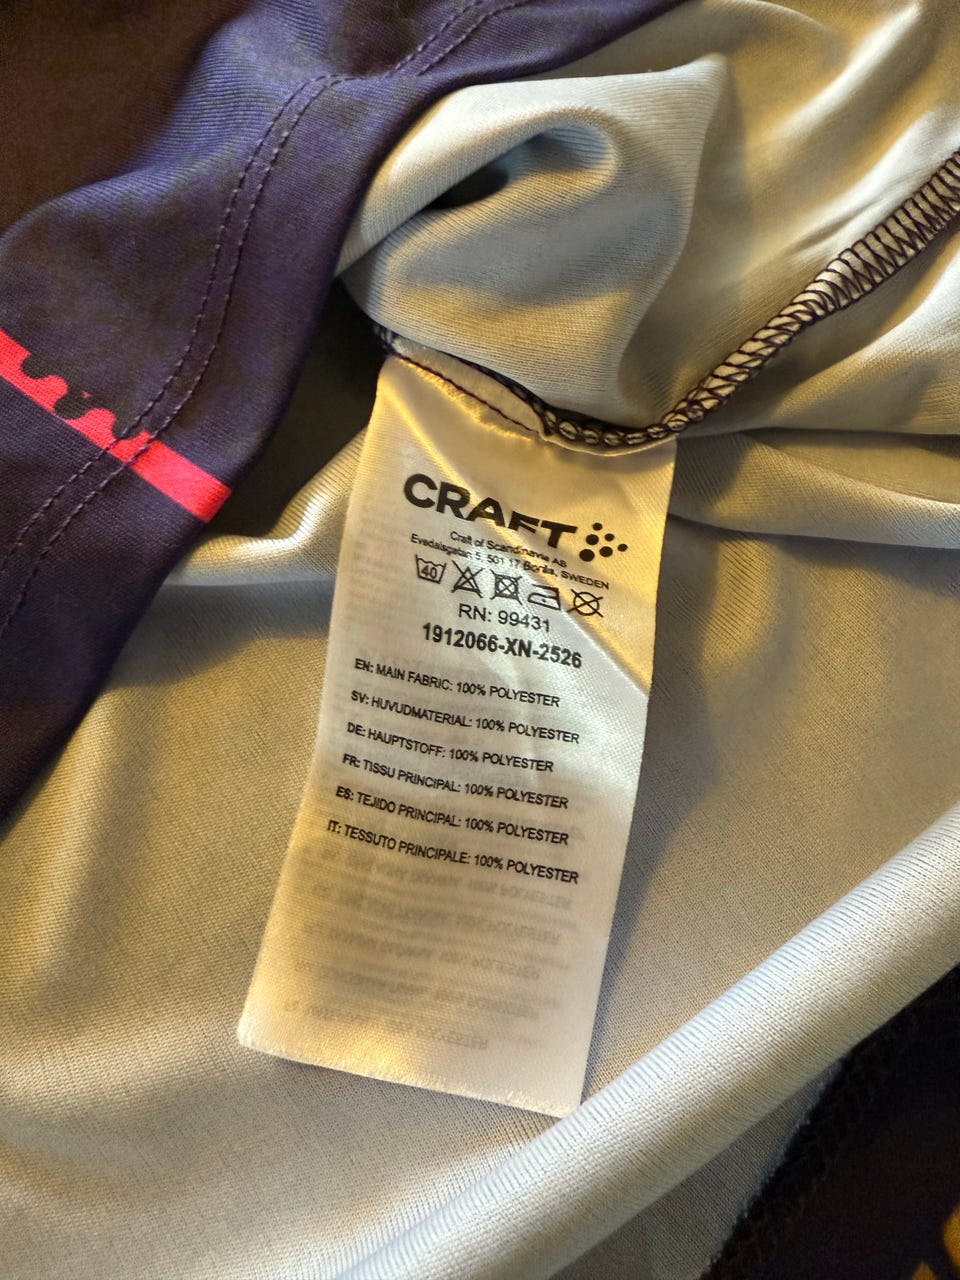 CRAFT
Craft of Scandinavia AB
Evedalsgatan 5, 501 17 Borås, SWEDEN
40
RN: 99431
1912066-XN-2526
EN: MAIN FABRIC: 100% POLYESTER
SV: HUVUDMATERIAL: 100% POLYESTER
DE: HAUPTSTOFF: 100% POLYESTER
FR: TISSU PRINCIPAL: 100% POLYESTER
ES: TEJIDO PRINCIPAL: 100% POLYESTER
IT: TESSUTO PRINCIPALE: 100% POLYESTER